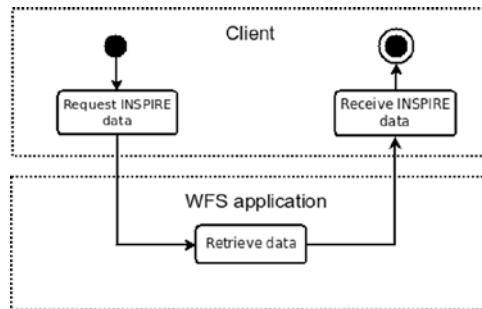 Client
Request INSPIRE
data
Receive INSPIRE
data
WFS application
Retrieve data